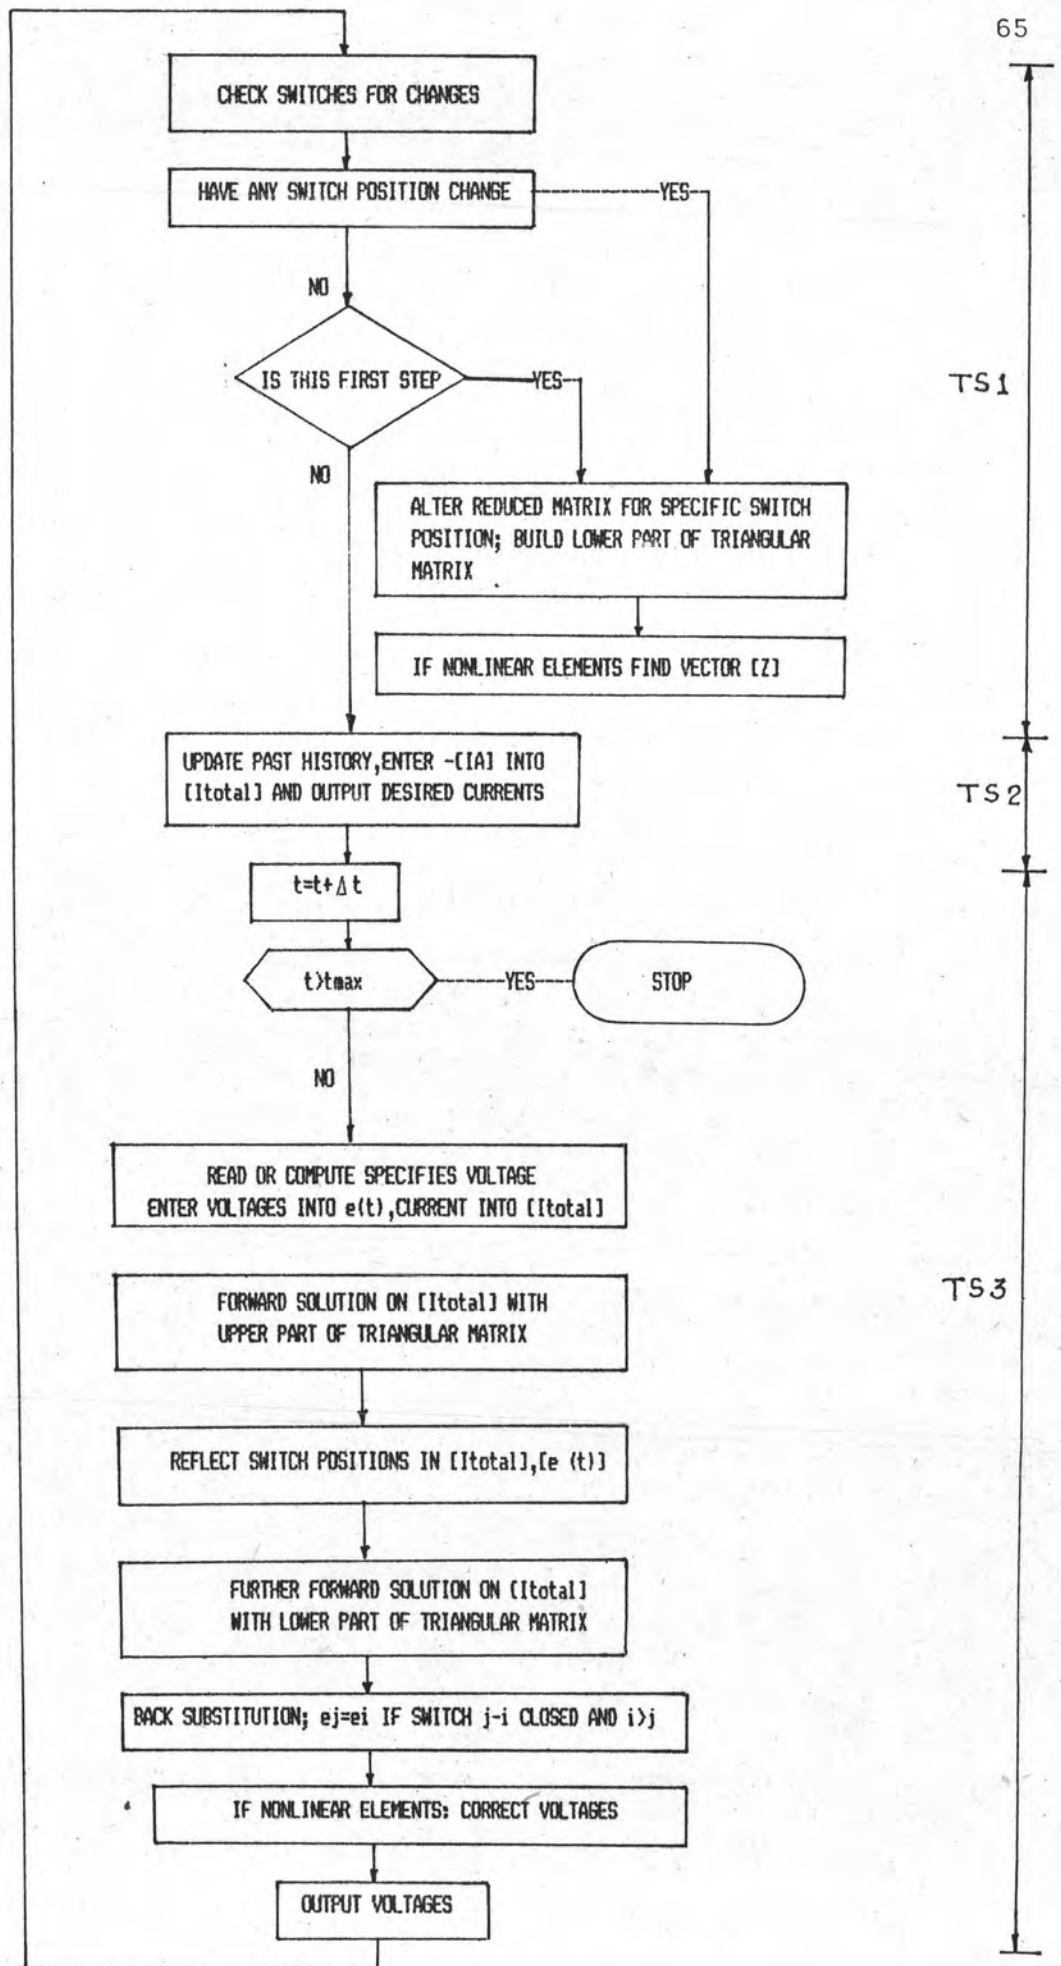 65
CHECK SWITCHES FOR CHANGES
HAVE ANY SWITCH POSITION CHANGE
YES
NO
IS THIS FIRST STEP
YES
TS1
NO
ALTER REDUCED MATRIX FOR SPECIFIC SWITCH
POSITION; BUILD LOWER PART OF TRIANGULAR
MATRIX
IF NONLINEAR ELEMENTS FIND VECTOR [Z]
UPDATE PAST HISTORY,ENTER -[IA] INTO
[Itotal] AND OUTPUT DESIRED CURRENTS
TS2
t=t+Δt
t>tmax
YES
STOP
NO
READ OR COMPUTE SPECIFIES VOLTAGE
ENTER VOLTAGES INTO e(t),CURRENT INTO [Itotal]
TS3
FORWARD SOLUTION ON [Itotal] WITH
UPPER PART OF TRIANGULAR MATRIX
REFLECT SWITCH POSITIONS IN [Itotal],[e (t)]
FURTHER FORWARD SOLUTION ON [Itotal]
WITH LOWER PART OF TRIANGULAR MATRIX
BACK SUBSTITUTION; ej=ei IF SWITCH j-i CLOSED AND i>j
IF NONLINEAR ELEMENTS: CORRECT VOLTAGES
OUTPUT VOLTAGES